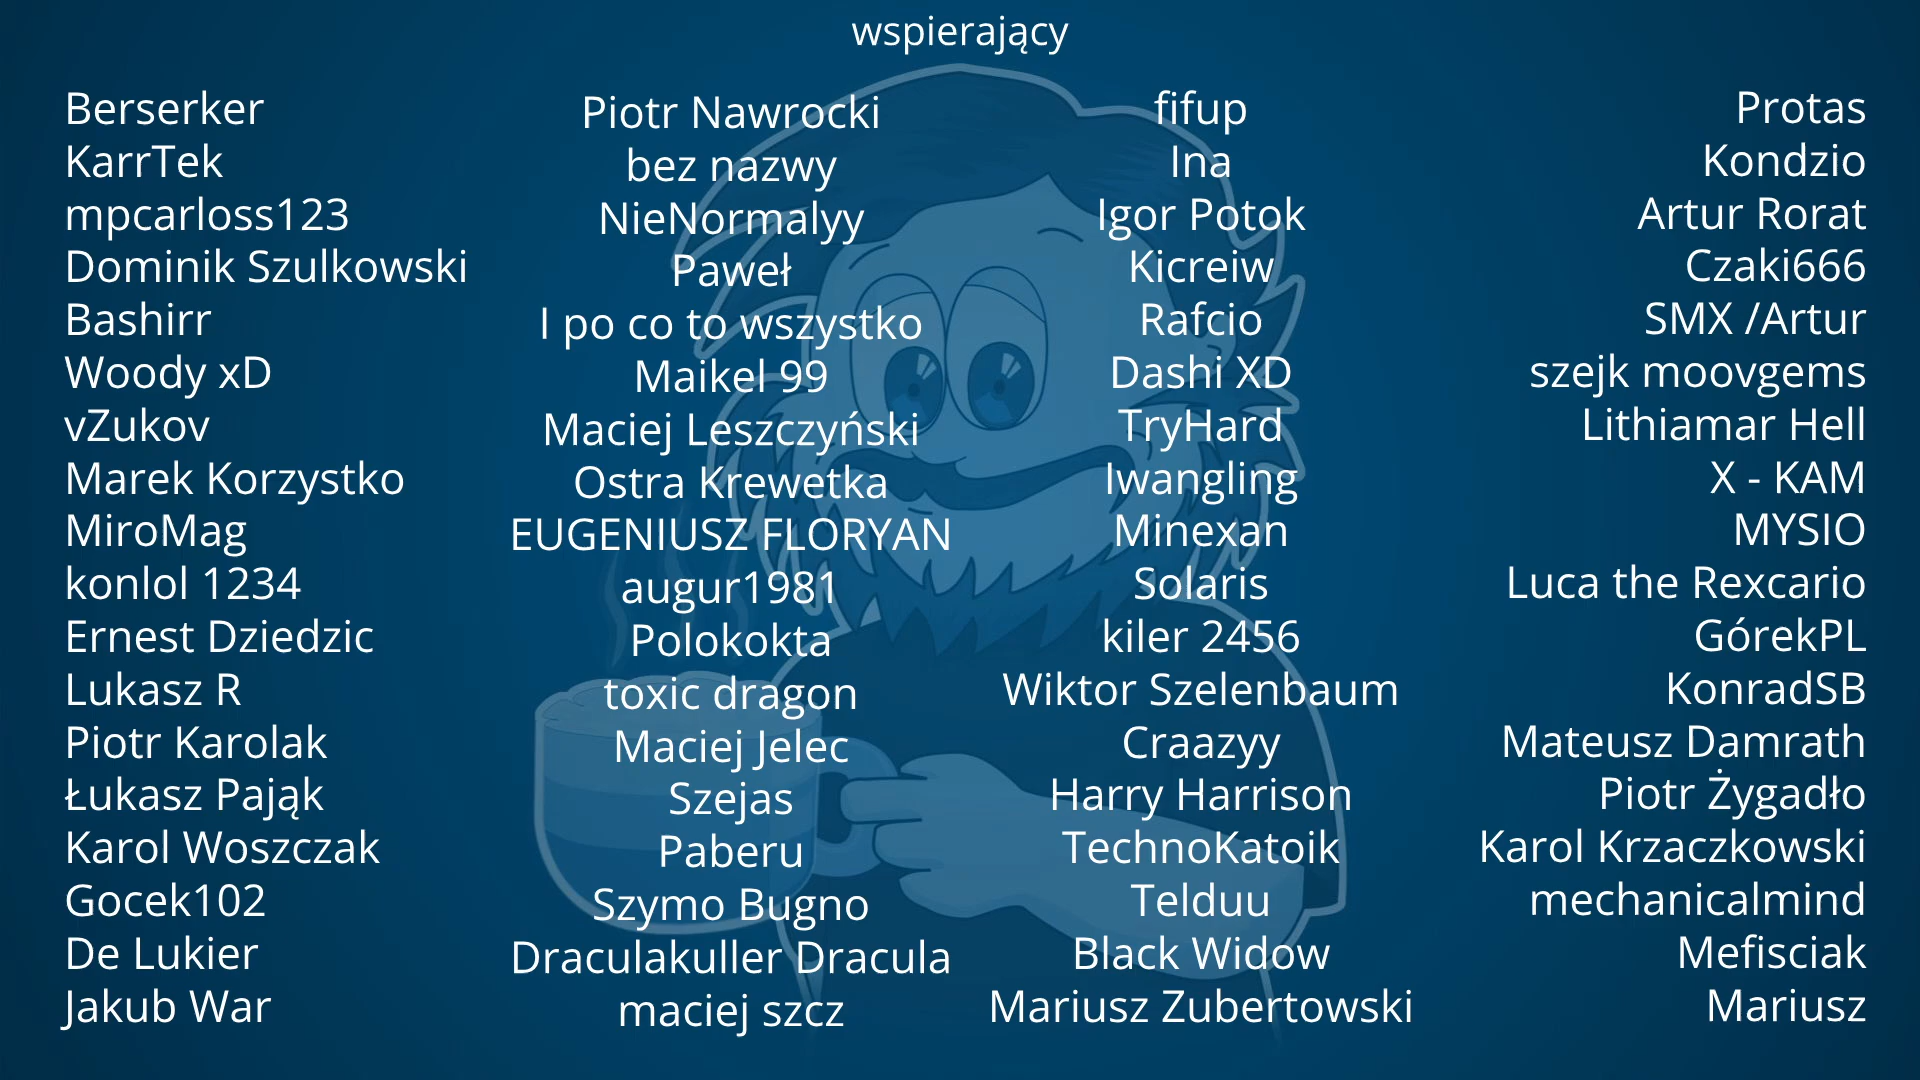 wspierający
Berserker
KarrTek
mpcarloss123
Dominik Szulkowski
Bashirr
Woody xD
vZukov
Marek Korzystko
MiroMag
konlol 1234
Ernest Dziedzic
Lukasz R
Piotr Karolak
Łukasz Pająk
Karol Woszczak
Gocek102
De Lukier
Jakub War
Piotr Nawrocki
bez nazwy
NieNormalyy
Paweł
I po co to wszystko
Maikel 99
Maciej Leszczyński
Ostra Krewetka
EUGENIUSZ FLORYAN
augur1981
Polokokta
toxic dragon
Maciej Jelec
Szejas
Paberu
Szymo Bugno
Draculakuller Dracula
maciej szcz
fifup
Ina
Igor Potok
Kicreiw
Rafcio
Dashi XD
TryHard
Iwangling
Minexan
Solaris
kiler 2456
Wiktor Szelenbaum
Craazyy
Harry Harrison
TechnoKatoik
Telduu
Black Widow
Mariusz Zubertowski
Protas
Kondzio
Artur Rorat
Czaki666
SMX /Artur
szejk moovgems
Lithiamar Hell
X - KAM
MYSIO
Luca the Rexcario
GórekPL
KonradSB
Mateusz Damrath
Piotr Żygadło
Karol Krzaczkowski
mechanicalmind
Mefisciak
Mariusz